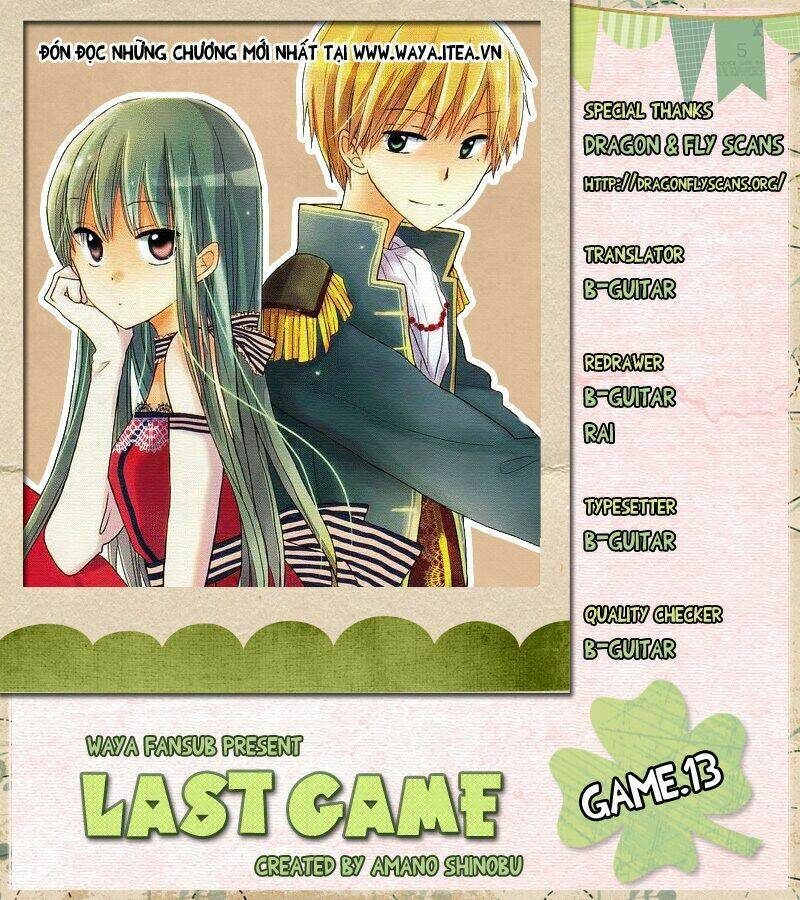 ĐÓN ĐỌC NHỮNG CHƯƠNG MỚI NHẤT TẠI WWW.WAYA.ITEA.VN
SPECIAL THANKS
DRAGON & FLY SCANS
HTTP://DRAGONFLYSCANS.ORG/
TRANSLATOR
B-GUITAR
REDRAWER
B-GUITAR
RAI
TYPESETTER
B-GUITAR
QUALITY CHECKER
B-GUITAR
WAYA FANSUB PRESENT
LAST GAME
CREATED BY AMANO SHINOBU
GAME.13
5